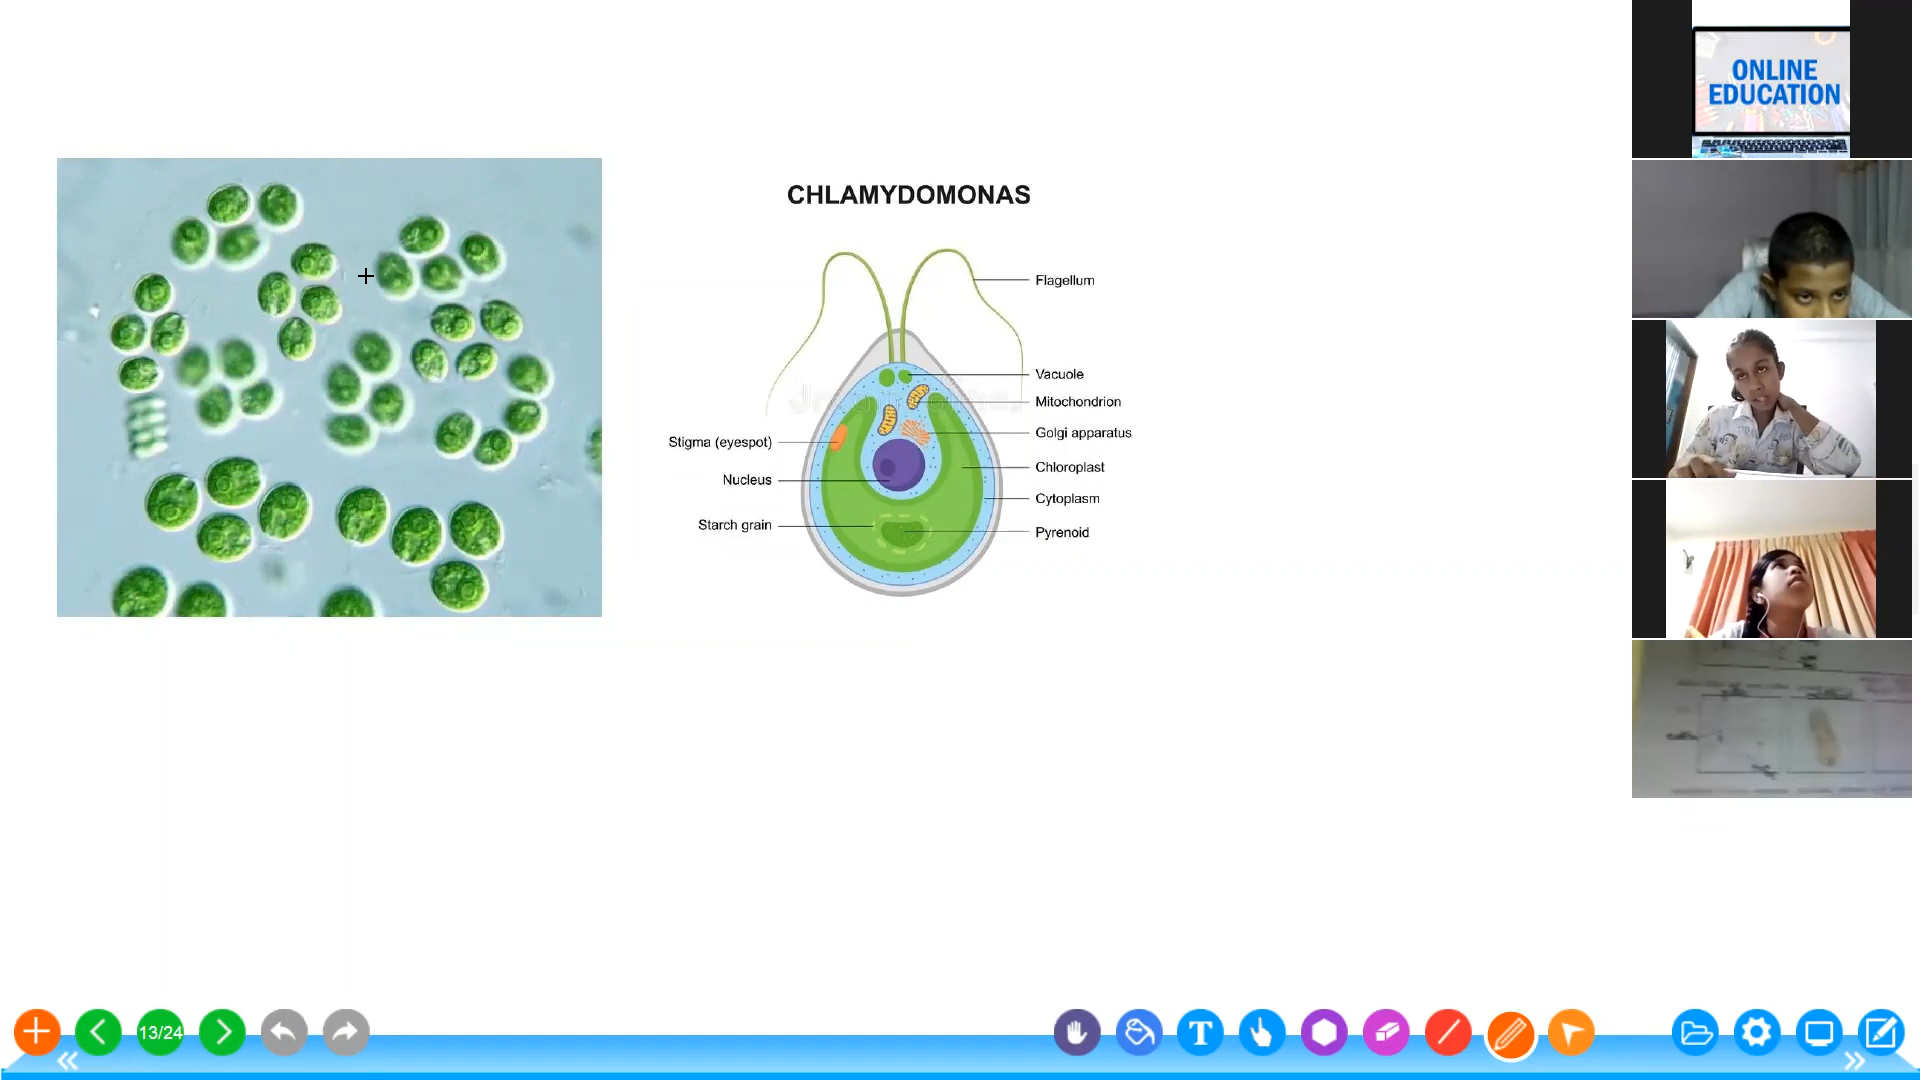 ONLINE
EDUCATION
CHLAMYDOMONAS
Flagellum
Vacuole
Mitochondrion
Golgi apparatus
Stigma (eyespot)
Chloroplast
Nucleus
Cytoplasm
Starch grain
Pyrenoid
13/24
T